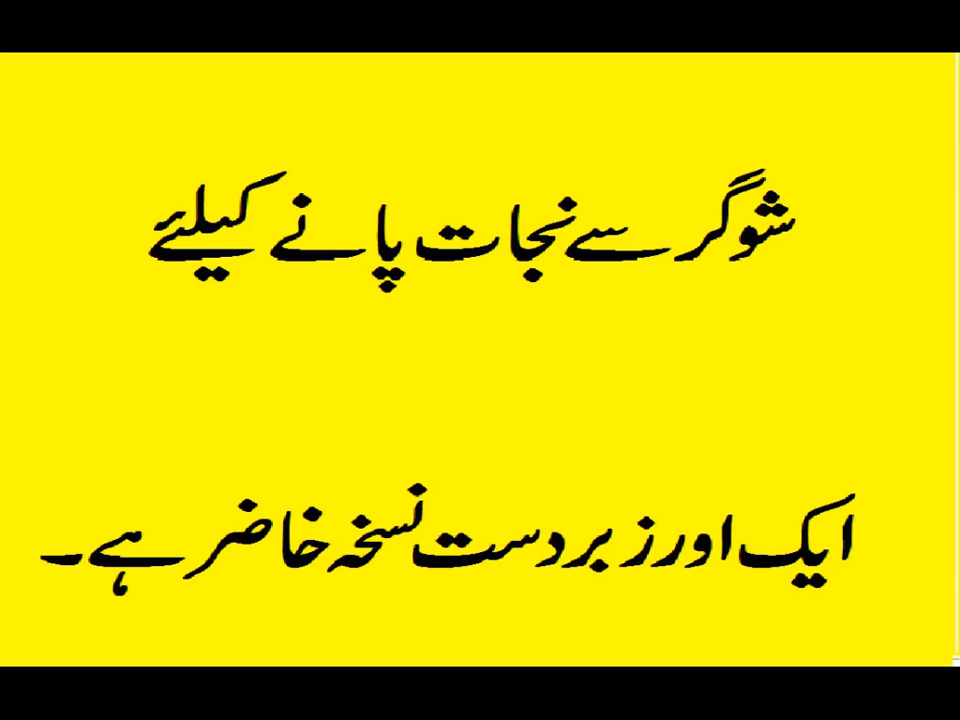 شوگر سے نجات پانے کیلئے
ایک اور زبردست نسخہ خاضر ہے۔